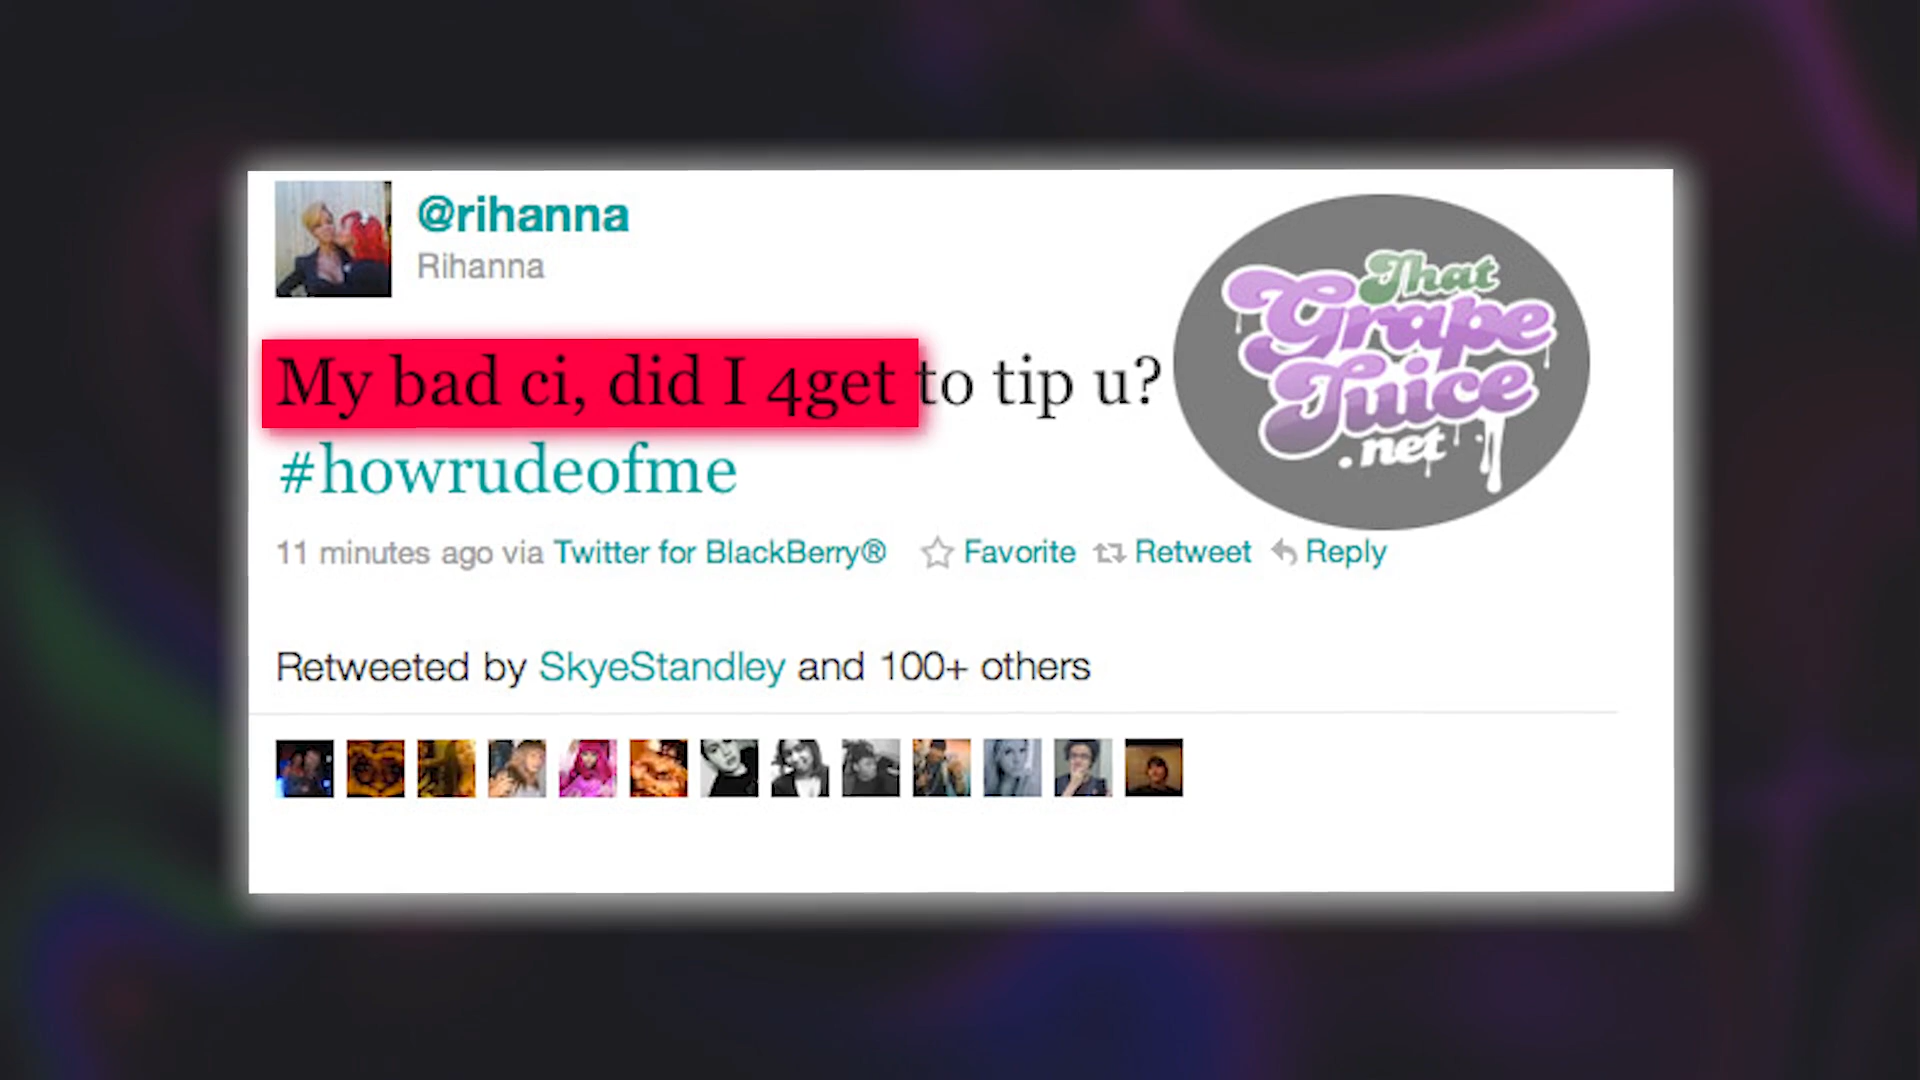 @rihanna
Rihanna
My bad ci, did I 4get to tip u?
#howrudeofme
11 minutes ago via Twitter for BlackBerry® Favorite Retweet Reply
Retweeted by SkyeStandley and 100+ others
That
Grape
Juice
.net